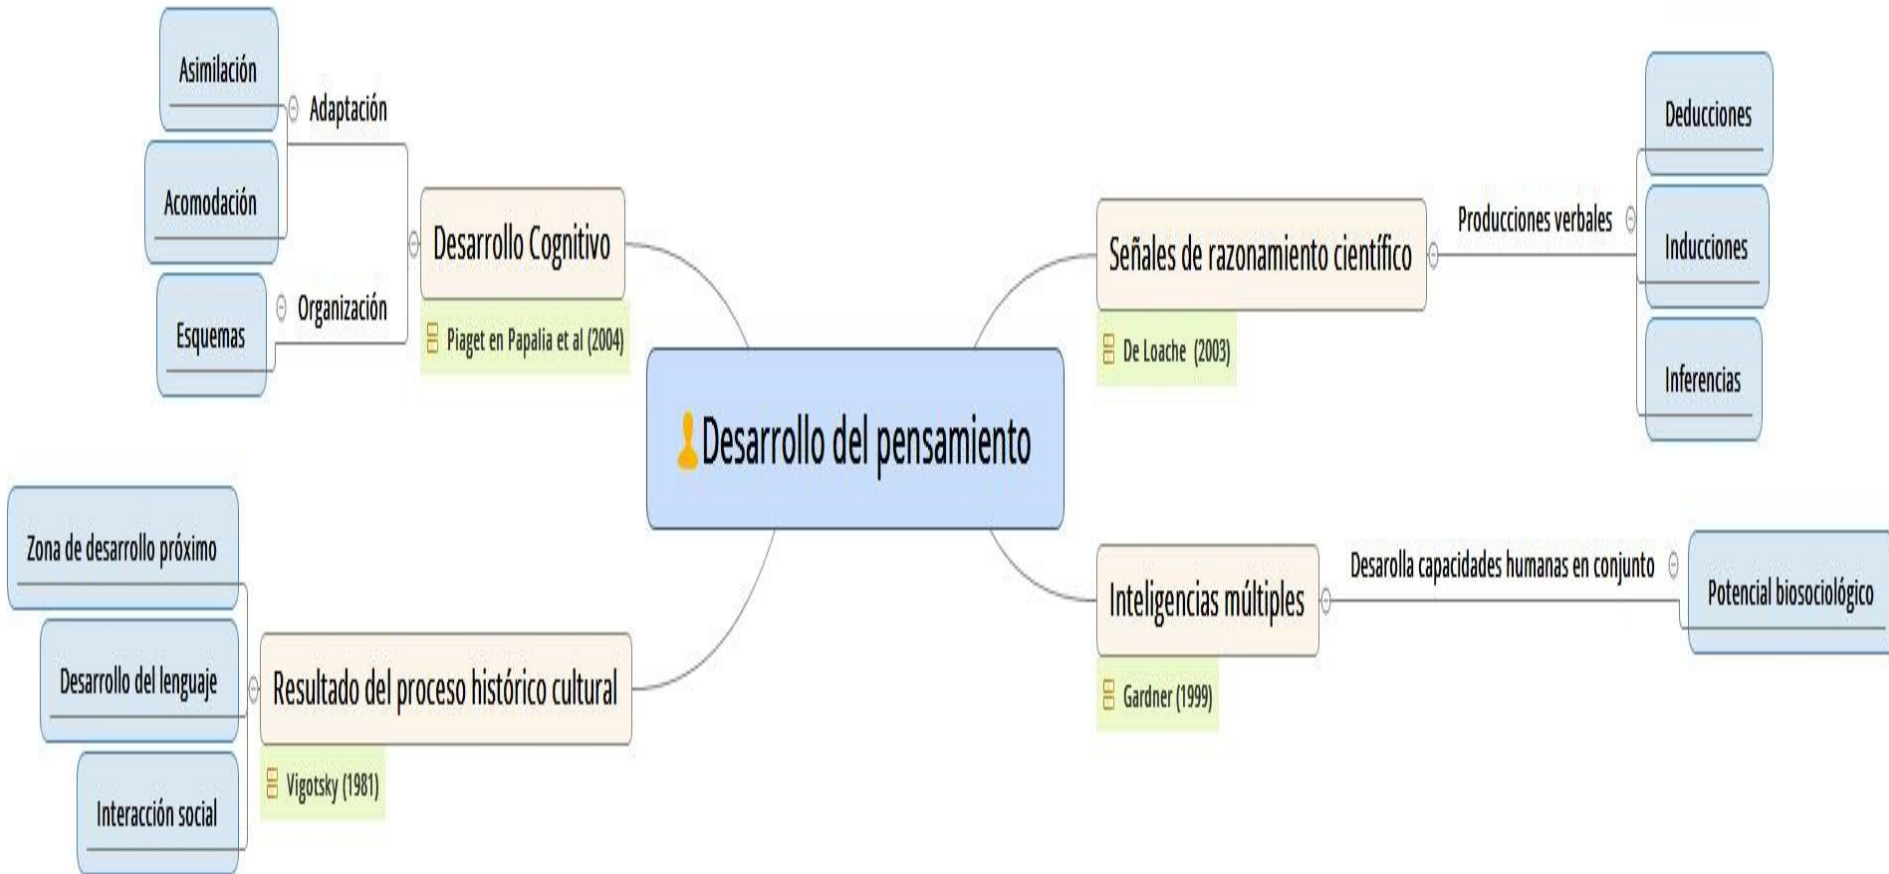 Asimilación
Adaptación
Acomodación
Organización
Esquemas
Desarrollo Cognitivo
Piaget en Papalia et al (2004)
Zona de desarrollo próximo
Desarrollo del lenguaje
Interacción social
Resultado del proceso histórico cultural
Vigotsky (1981)
Desarrollo del pensamiento
Señales de razonamiento científico
De Loache (2003)
Producciones verbales
Deducciones
Inducciones
Inferencias
Inteligencias múltiples
Gardner (1999)
Desarolla capacidades humanas en conjunto
Potencial biosociológico